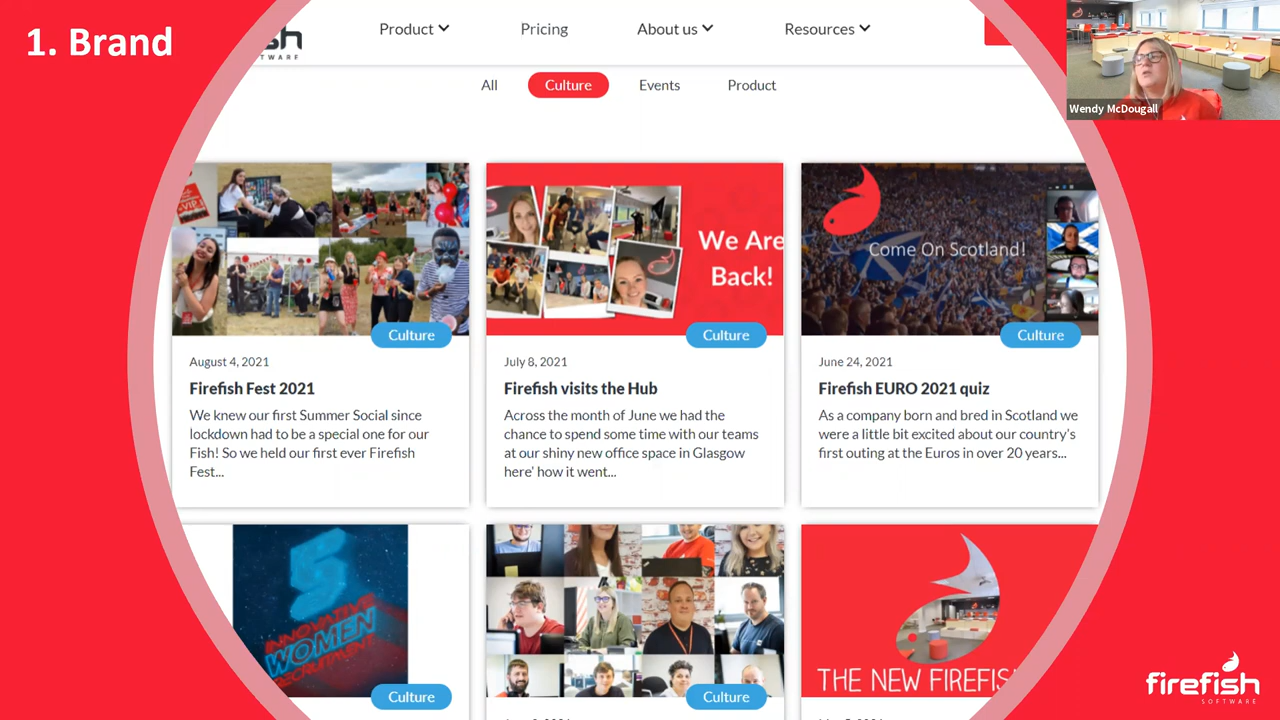 1. Brand
Product
Pricing
About us
Resources
All
Culture
Events
Product
Wendy McDougall
We Are
Back!
Come On Scotland!
Culture
Culture
Culture
August 4, 2021
Firefish Fest 2021
We knew our first Summer Social since
lockdown had to be a special one for our
Fish! So we held our first ever Firefish
Fest...
July 8, 2021
Firefish visits the Hub
Across the month of June we had the
chance to spend some time with our teams
at our shiny new office space in Glasgow
here' how it went...
June 24, 2021
Firefish EURO 2021 quiz
As a company born and bred in Scotland we
were a little bit excited about our country's
first outing at the Euros in over 20 years...
5
INNOVATIVE
WOMEN
RECRUITMENT
Culture
Culture
THE NEW FIREFIS
firefish
SOFTWARE